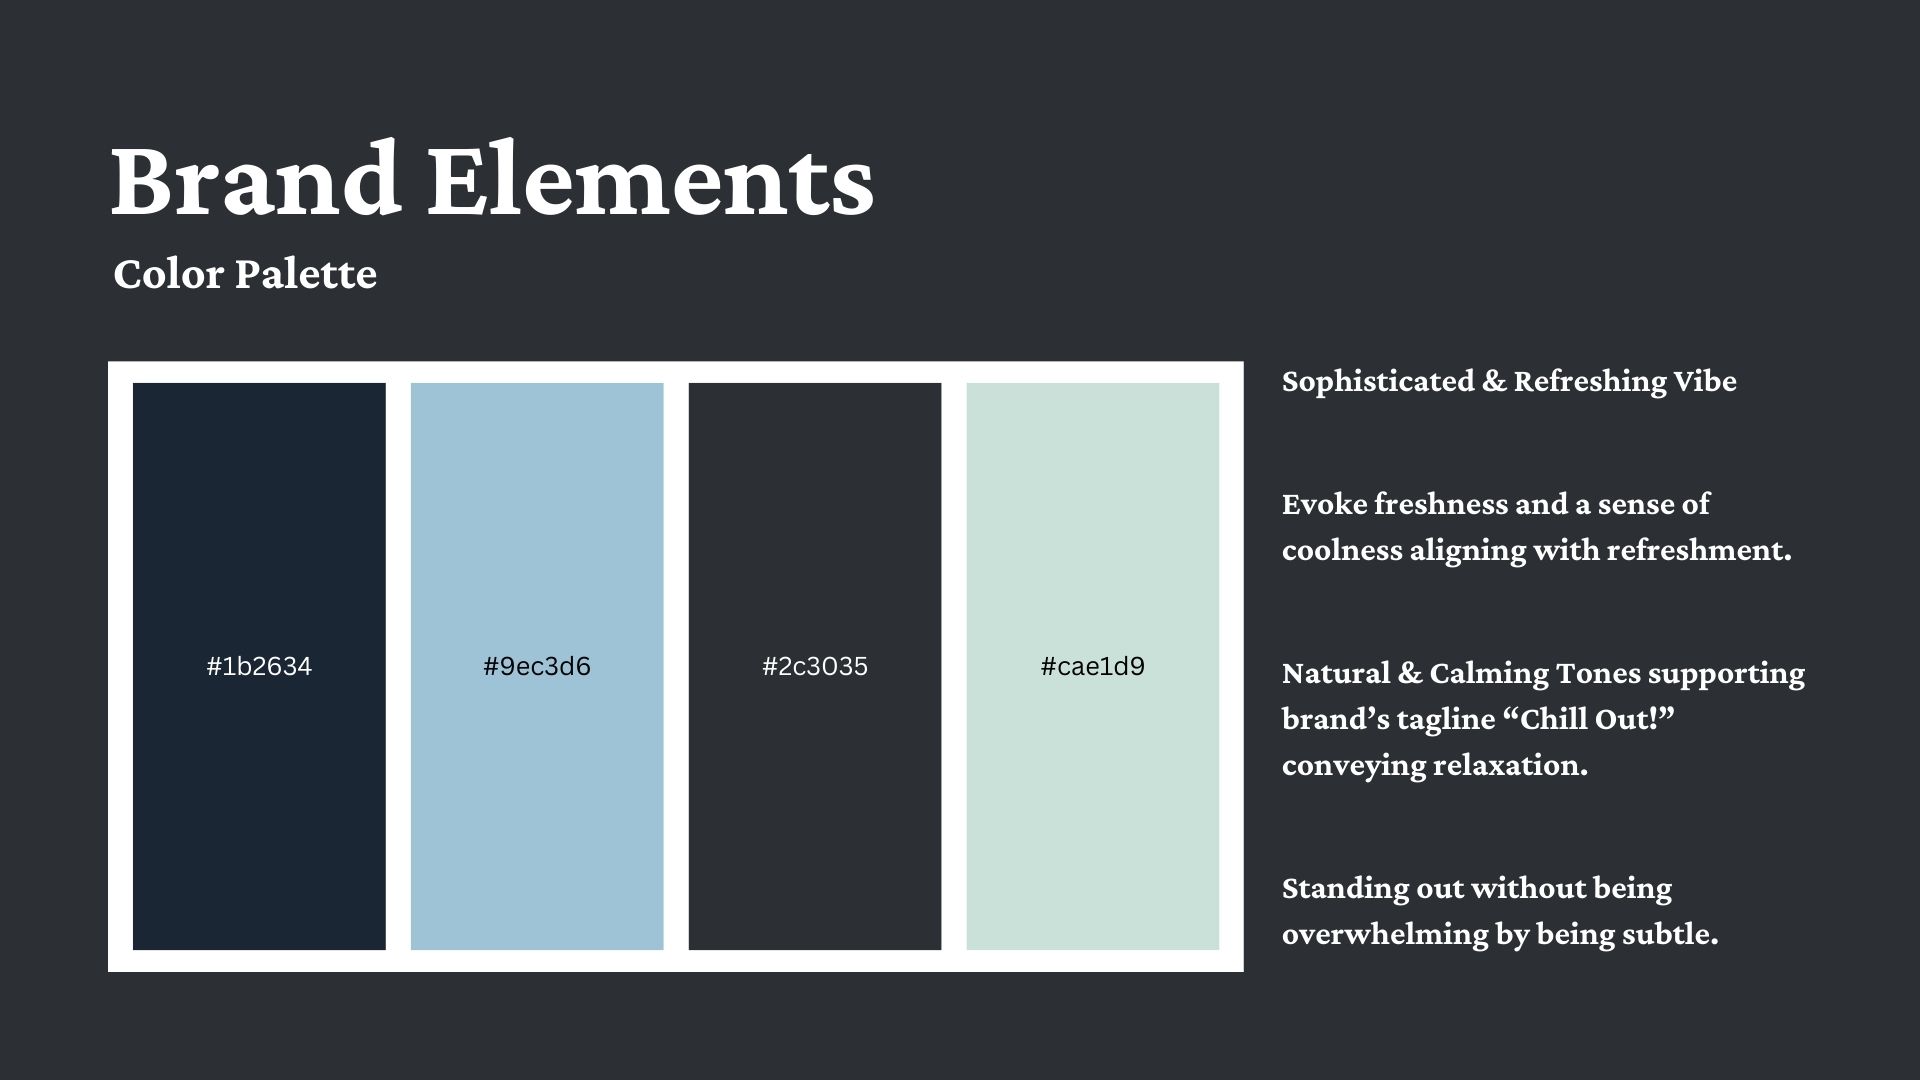 Brand Elements
Color Palette
#1b2634
#9ec3d6
#2c3035
#cae1d9
Sophisticated & Refreshing Vibe
Evoke freshness and a sense of
coolness aligning with refreshment.
Natural & Calming Tones supporting
brand’s tagline “Chill Out!”
conveying relaxation.
Standing out without being
overwhelming by being subtle.